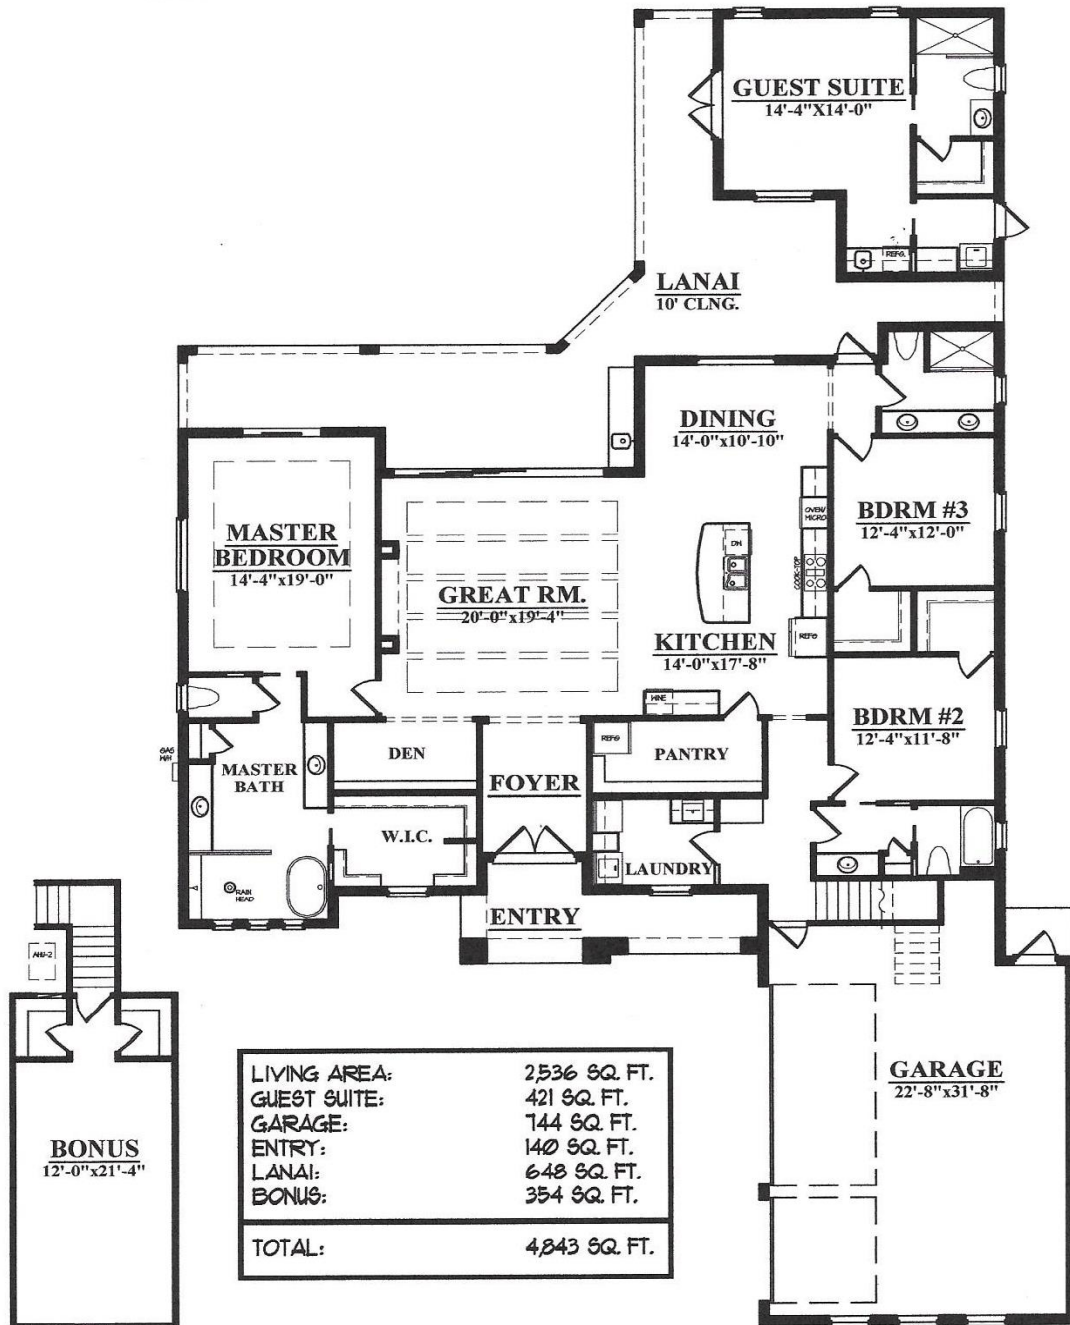 GUEST SUITE
14'-4"X14'-0"
REFG.
LANAI
10' CLNG.
DINING
14'-0"x10'-10"
MASTER
BEDROOM
14'-4"x19'-0"
GREAT RM.
20'-0"x19'-4"
OVEN/
MICRO
COOK-TOP
DW
REFG
BDRM #3
12'-4"x12'-0"
KITCHEN
14'-0"x17'-8"
WINE
BDRM #2
12'-4"x11'-8"
GAS
MASTER
BATH
DEN
FOYER
REFG
PANTRY
W.I.C.
LAUNDRY
RAIN
HEAD
ENTRY
AHU-2
BONUS
12'-0"x21'-4"
GARAGE
22'-8"x31'-8"
LIVING AREA: 2,536 SQ. FT.
GUEST SUITE: 421 SQ. FT.
GARAGE: 744 SQ. FT.
ENTRY: 140 SQ. FT.
LANAI: 648 SQ. FT.
BONUS: 354 SQ. FT.
TOTAL: 4,843 SQ. FT.